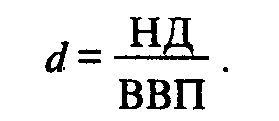 d = НД / ВВП .